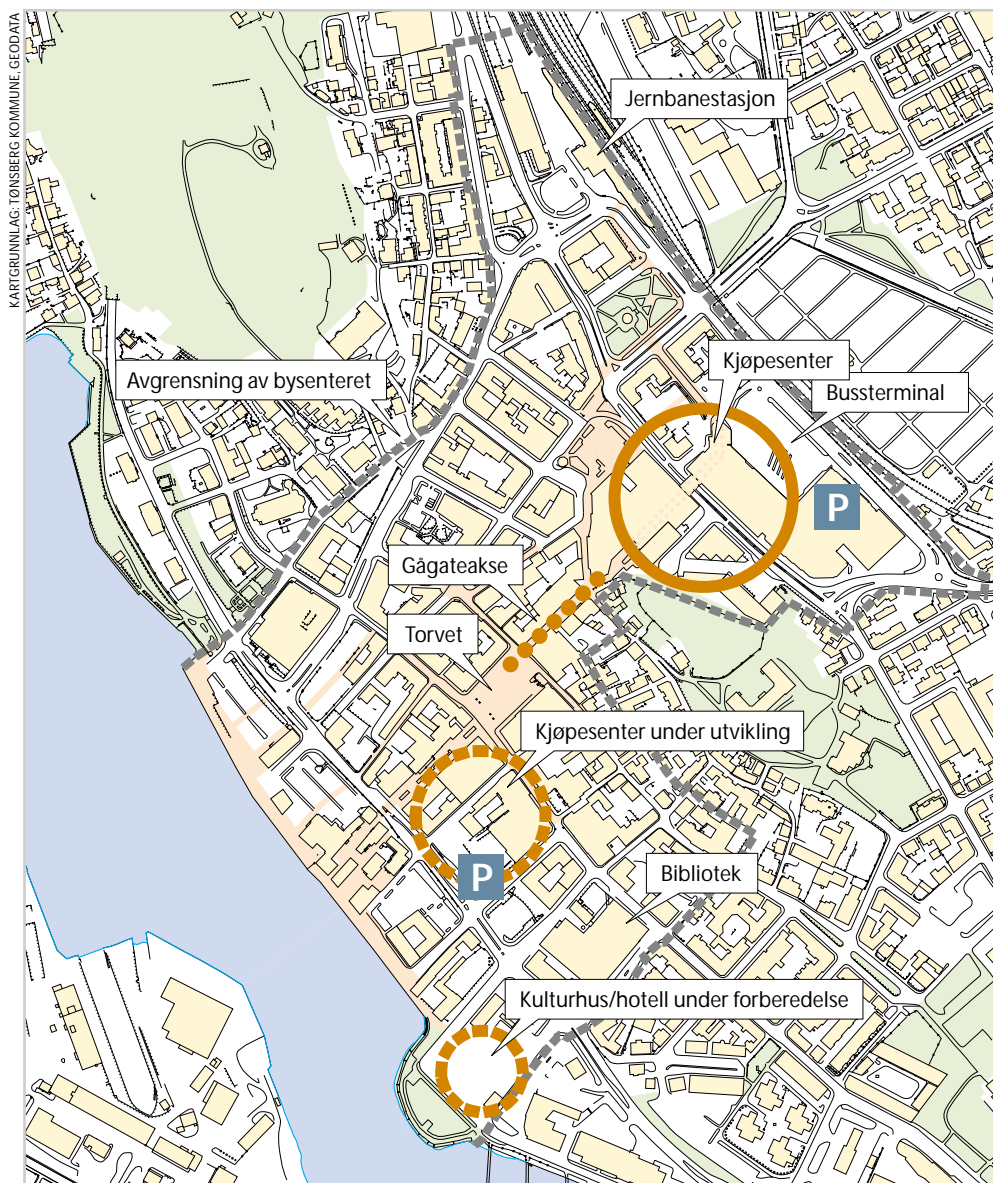 KARTGRUNNLAG: TØNSBERG KOMMUNE, GEODATA
Jernbanestasjon
Kjøpesenter
Avgrensning av bysenteret
Bussterminal
P
Gågateakse
Torvet
Kjøpesenter under utvikling
P
Bibliotek
Kulturhus/hotell under forberedelse